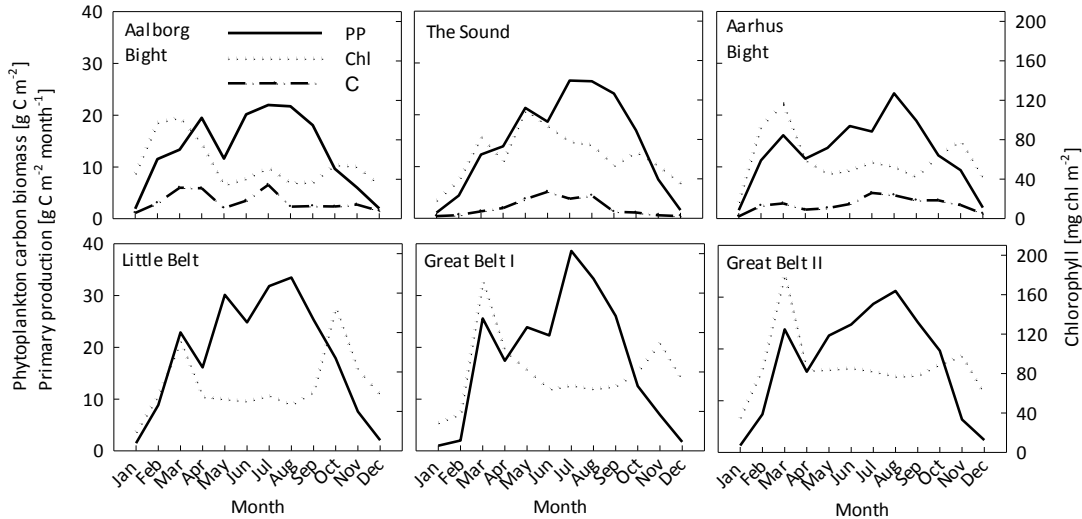 40
30
20
10
0
Aalborg
Bight
PP
Chl
C
The Sound
Aarhus
Bight
200
160
120
80
40
0
Phytoplankton carbon biomass [g C m⁻²]
Primary production [g C m⁻² month⁻¹]
Chlorophyll [mg chl m⁻²]
40
30
20
10
0
Little Belt
Great Belt I
Great Belt II
200
160
120
80
40
0
Jan Feb Mar Apr May Jun Jul Aug Sep Oct Nov Dec
Jan Feb Mar Apr May Jun Jul Aug Sep Oct Nov Dec
Jan Feb Mar Apr May Jun Jul Aug Sep Oct Nov Dec
Month
Month
Month